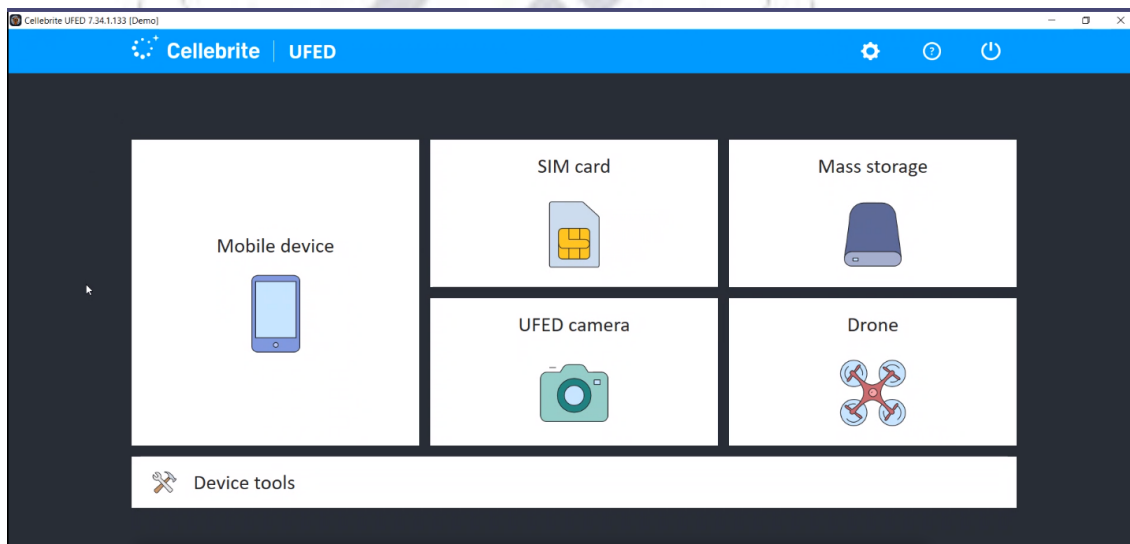 Cellebrite UFED 7.34.1.133 [Demo]
Cellebrite | UFED
Mobile device
SIM card
Mass storage
UFED camera
Drone
Device tools